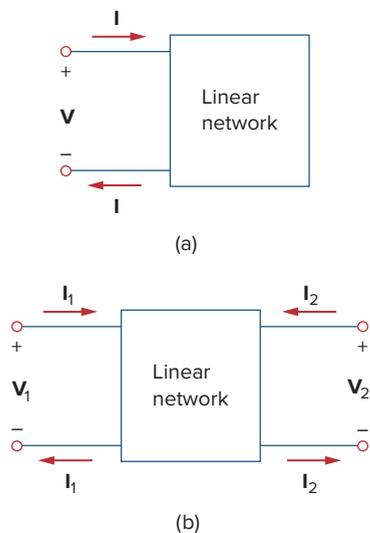 I
+
V
Linear
network
–
I
(a)
I₁ I₂
+ +
V₁ Linear
network V₂
– –
I₁ I₂
(b)